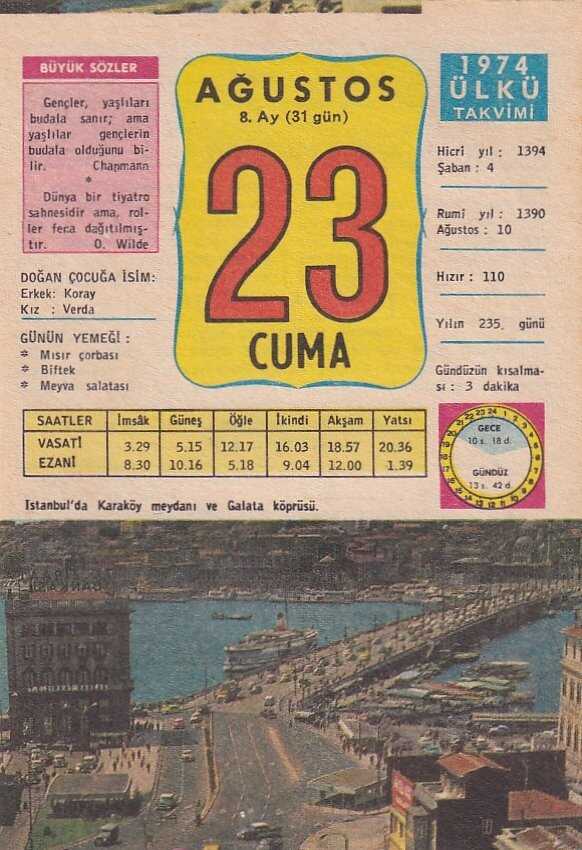 BÜYÜK SÖZLER
Gençler, yaşlıları
budala sanır; ama
yaşlılar gençlerin
budala olduğunu bi-
lir. Chapmann
*
Dünya bir tiyatro
sahnesidir ama, rol-
ler fena dağıtılmış-
tır. O. Wilde
DOĞAN ÇOCUĞA İSİM:
Erkek: Koray
Kız : Verda
GÜNÜN YEMEĞİ :
* Mısır çorbası
* Biftek
* Meyva salatası
AĞUSTOS
8. Ay (31 gün)
23
CUMA
1974
ÜLKÜ
TAKVİMİ
Hicrî yıl : 1394
Şaban : 4
Rumî yıl : 1390
Ağustos : 10
Hızır : 110
Yılın 235. günü
Gündüzün kısalma-
sı : 3 dakika
SAATLER İmsâk Güneş Öğle İkindi Akşam Yatsı
VASATÎ 3.29 5.15 12.17 16.03 18.57 20.36
EZANÎ 8.30 10.16 5.18 9.04 12.00 1.39
GECE
10 s. 18 d.
GÜNDÜZ
13 s. 42 d.
İstanbul'da Karaköy meydanı ve Galata köprüsü.